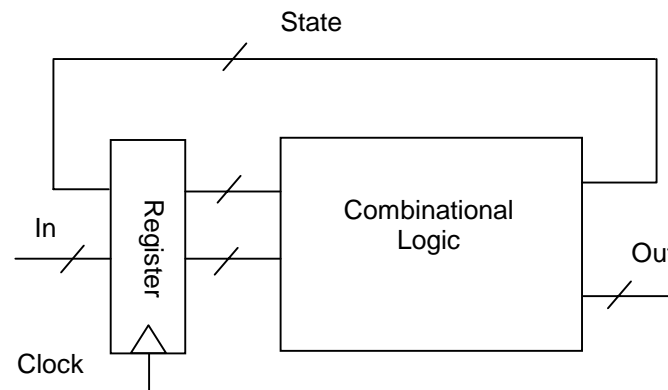 State
In
Register
Combinational
Logic
Out
Clock